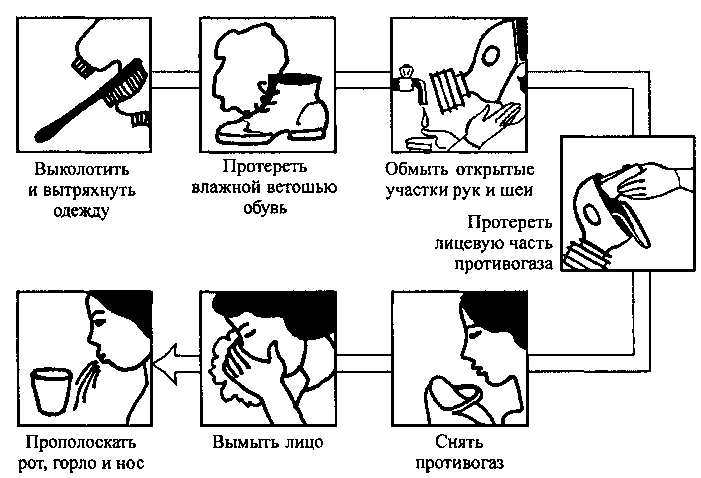 Выколотить
и вытряхнуть
одежду
Протереть
влажной ветошью
обувь
Обмыть открытые
участки рук и шеи
Протереть
лицевую часть
противогаза
Снять
противогаз
Вымыть лицо
Прополоскать
рот, горло и нос